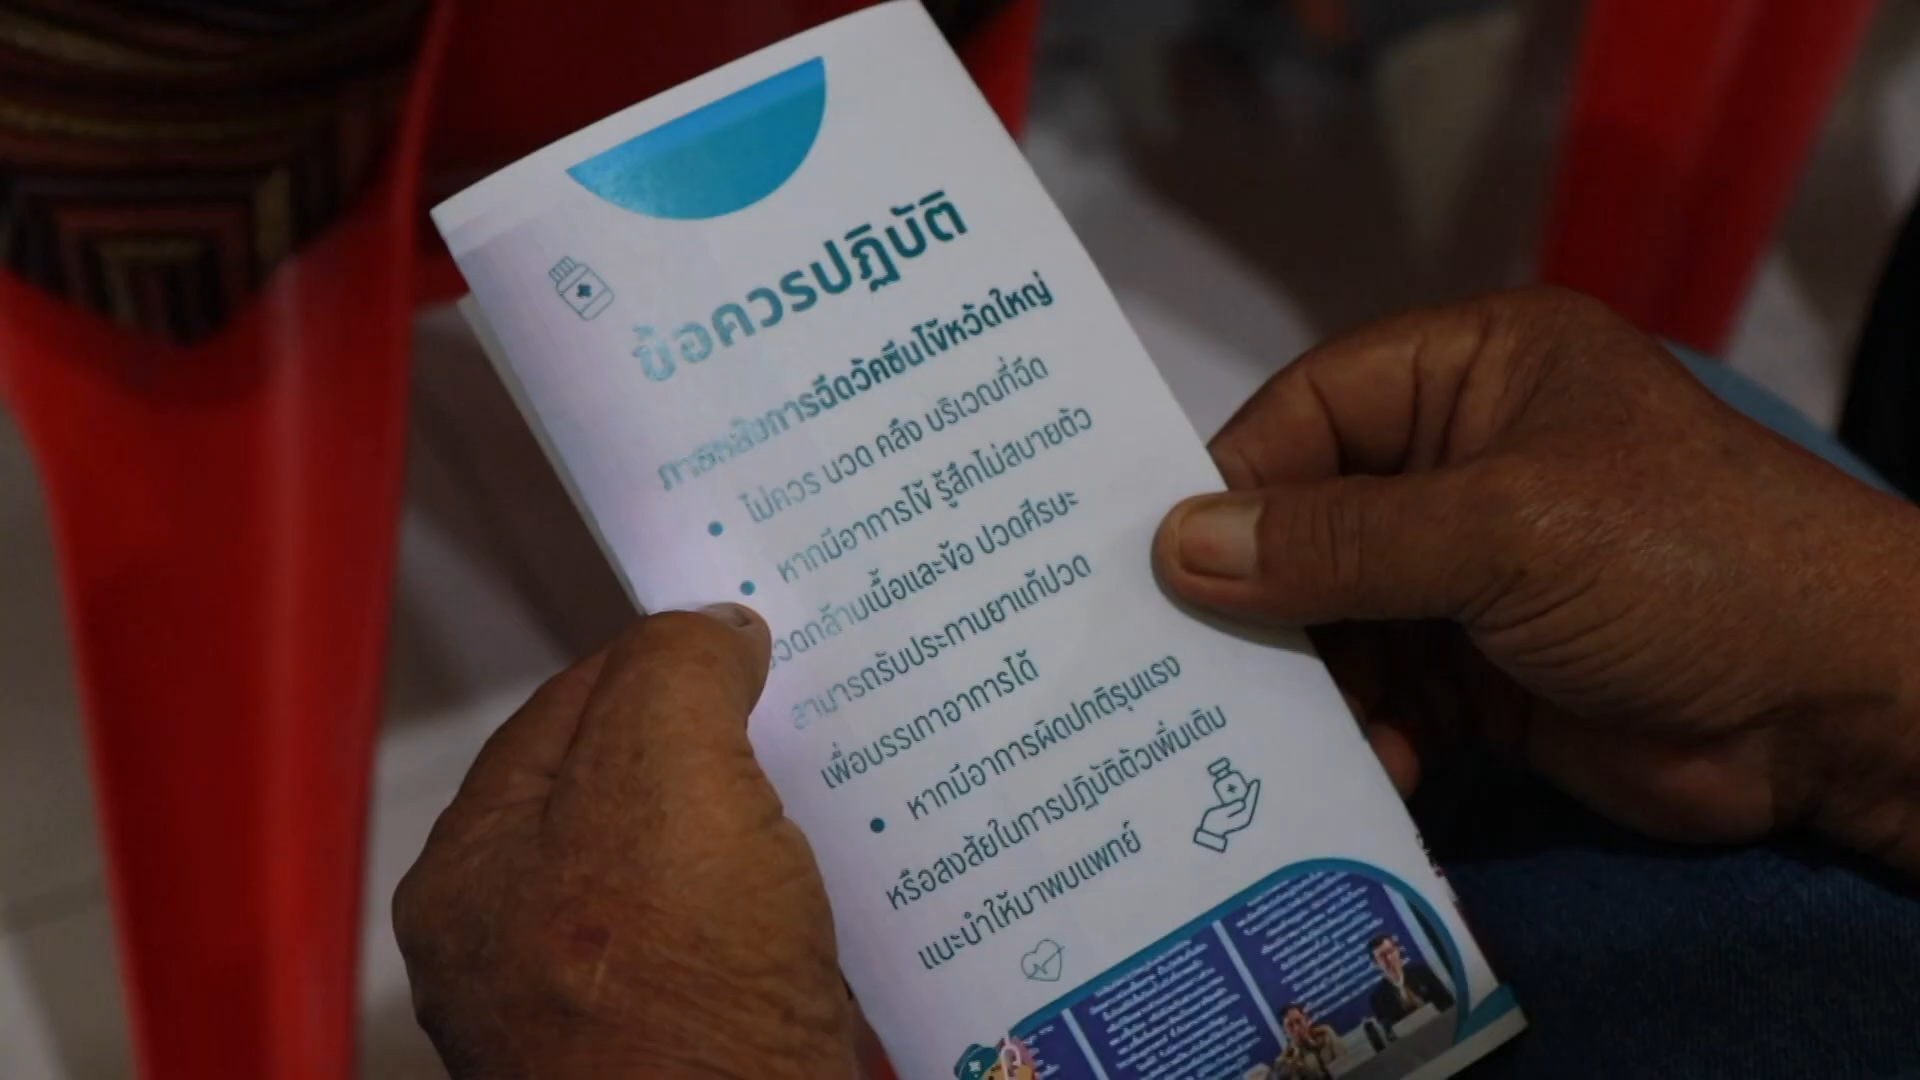 ข้อควรปฏิบัติ
ภายหลังการฉีดวัคซีนไข้หวัดใหญ่
• ไม่ควร นวด คลึง บริเวณที่ฉีด
• หากมีอาการไข้ รู้สึกไม่สบายตัว
ปวดกล้ามเนื้อและข้อ ปวดศีรษะ
สามารถรับประทานยาแก้ปวด
เพื่อบรรเทาอาการได้
• หากมีอาการผิดปกติรุนแรง
หรือสงสัยในการปฏิบัติตัวเพิ่มเติม
แนะนำให้มาพบแพทย์